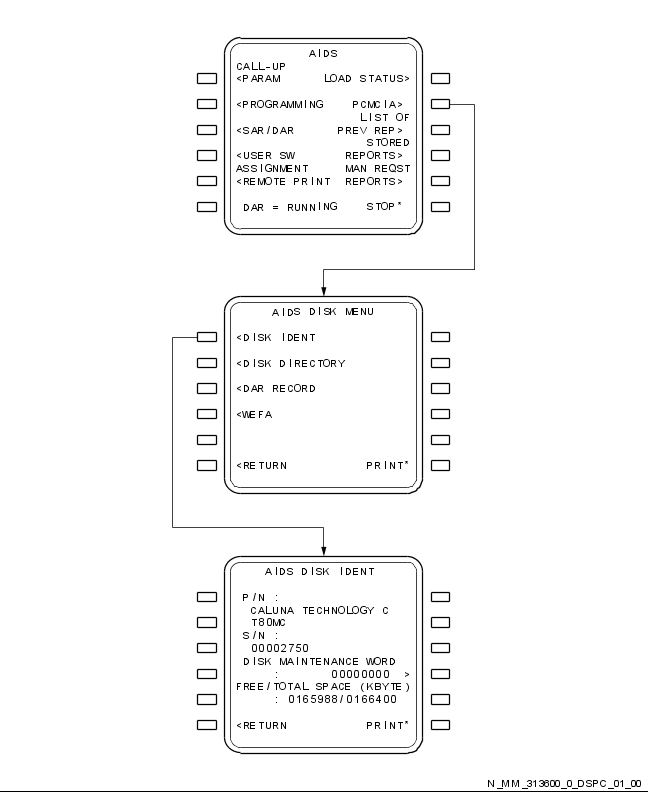 AIDS
CALL-UP
<PARAM LOAD STATUS>
<PROGRAMMING PCMCIA>
LIST OF
<SAR/DAR PREV REP>
STORED
<USER SW REPORTS>
ASSIGNMENT MAN REQST
<REMOTE PRINT REPORTS>
DAR = RUNNING STOP*
AIDS DISK MENU
<DISK IDENT
<DISK DIRECTORY
<DAR RECORD
<WEFA
<RETURN PRINT*
AIDS DISK IDENT
P/N :
CALUNA TECHNOLOGY C
T80MC
S/N :
00002750
DISK MAINTENANCE WORD
: 00000000 >
FREE/TOTAL SPACE (KBYTE)
: 0165988/0166400
<RETURN PRINT*
N_MM_313600_0_DSPC_01_00